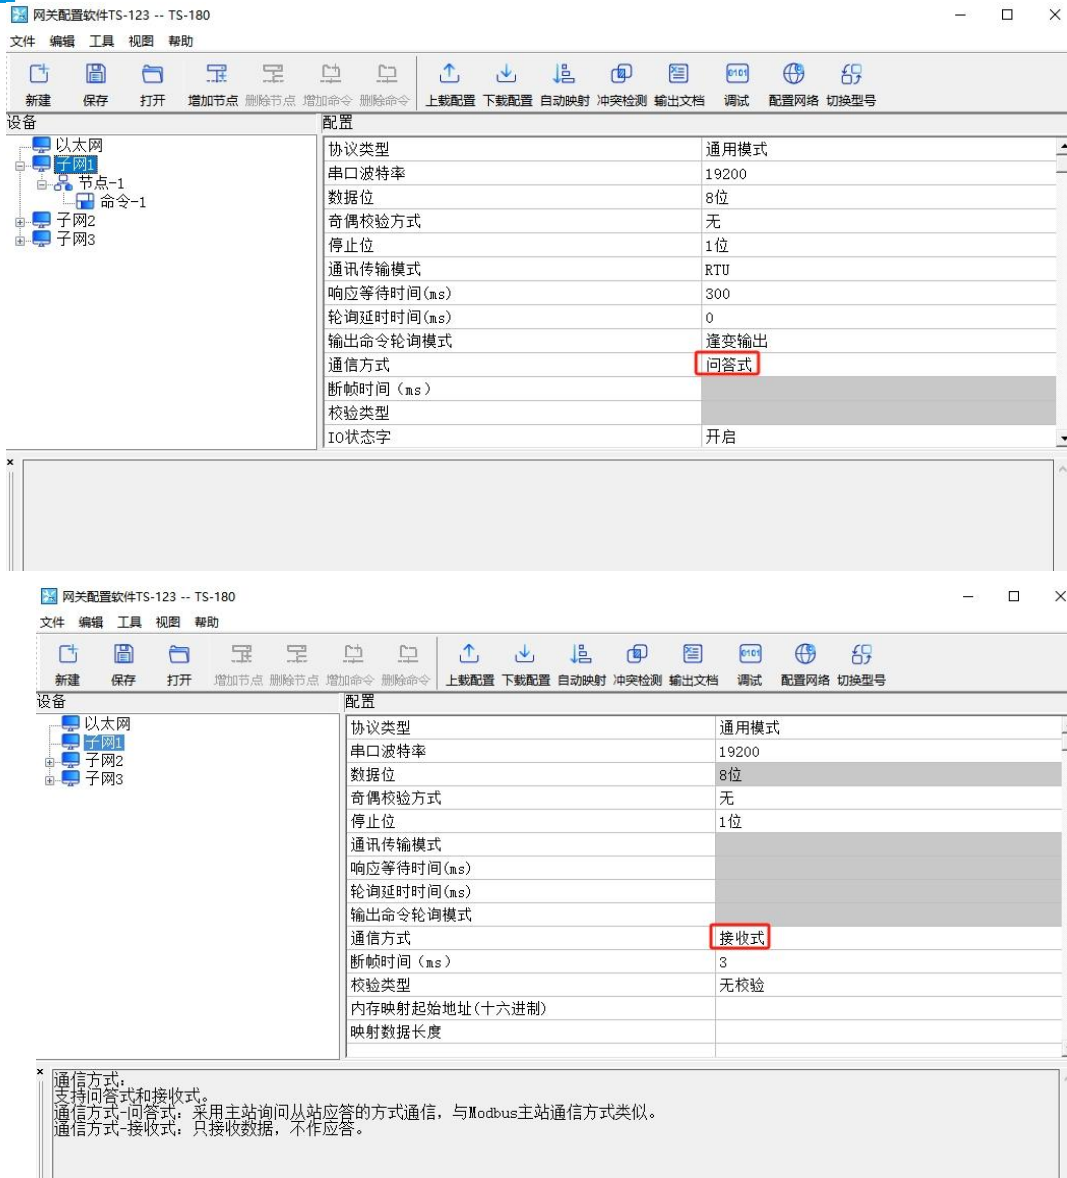 网关配置软件TS-123 -- TS-180
文件 编辑 工具 视图 帮助
新建 保存 打开 增加节点 删除节点 增加命令 删除命令 上载配置 下载配置 自动映射 冲突检测 输出文档 调试 配置网络 切换型号
设备 配置
以太网
子网1
节点-1
命令-1
子网2
子网3
协议类型 通用模式
串口波特率 19200
数据位 8位
奇偶校验方式 无
停止位 1位
通讯传输模式 RTU
响应等待时间(ms) 300
轮询延时时间(ms) 0
输出命令轮询模式 逢变输出
通信方式 问答式
断帧时间（ms）
校验类型
IO状态字 开启
网关配置软件TS-123 -- TS-180
文件 编辑 工具 视图 帮助
新建 保存 打开 增加节点 删除节点 增加命令 删除命令 上载配置 下载配置 自动映射 冲突检测 输出文档 调试 配置网络 切换型号
设备 配置
以太网
子网1
子网2
子网3
协议类型 通用模式
串口波特率 19200
数据位 8位
奇偶校验方式 无
停止位 1位
通讯传输模式
响应等待时间(ms)
轮询延时时间(ms)
输出命令轮询模式
通信方式 接收式
断帧时间（ms） 3
校验类型 无校验
内存映射起始地址(十六进制)
映射数据长度
通信方式：
支持问答式和接收式。
通信方式-问答式：采用主站询问从站应答的方式通信，与Modbus主站通信方式类似。
通信方式-接收式：只接收数据，不作应答。